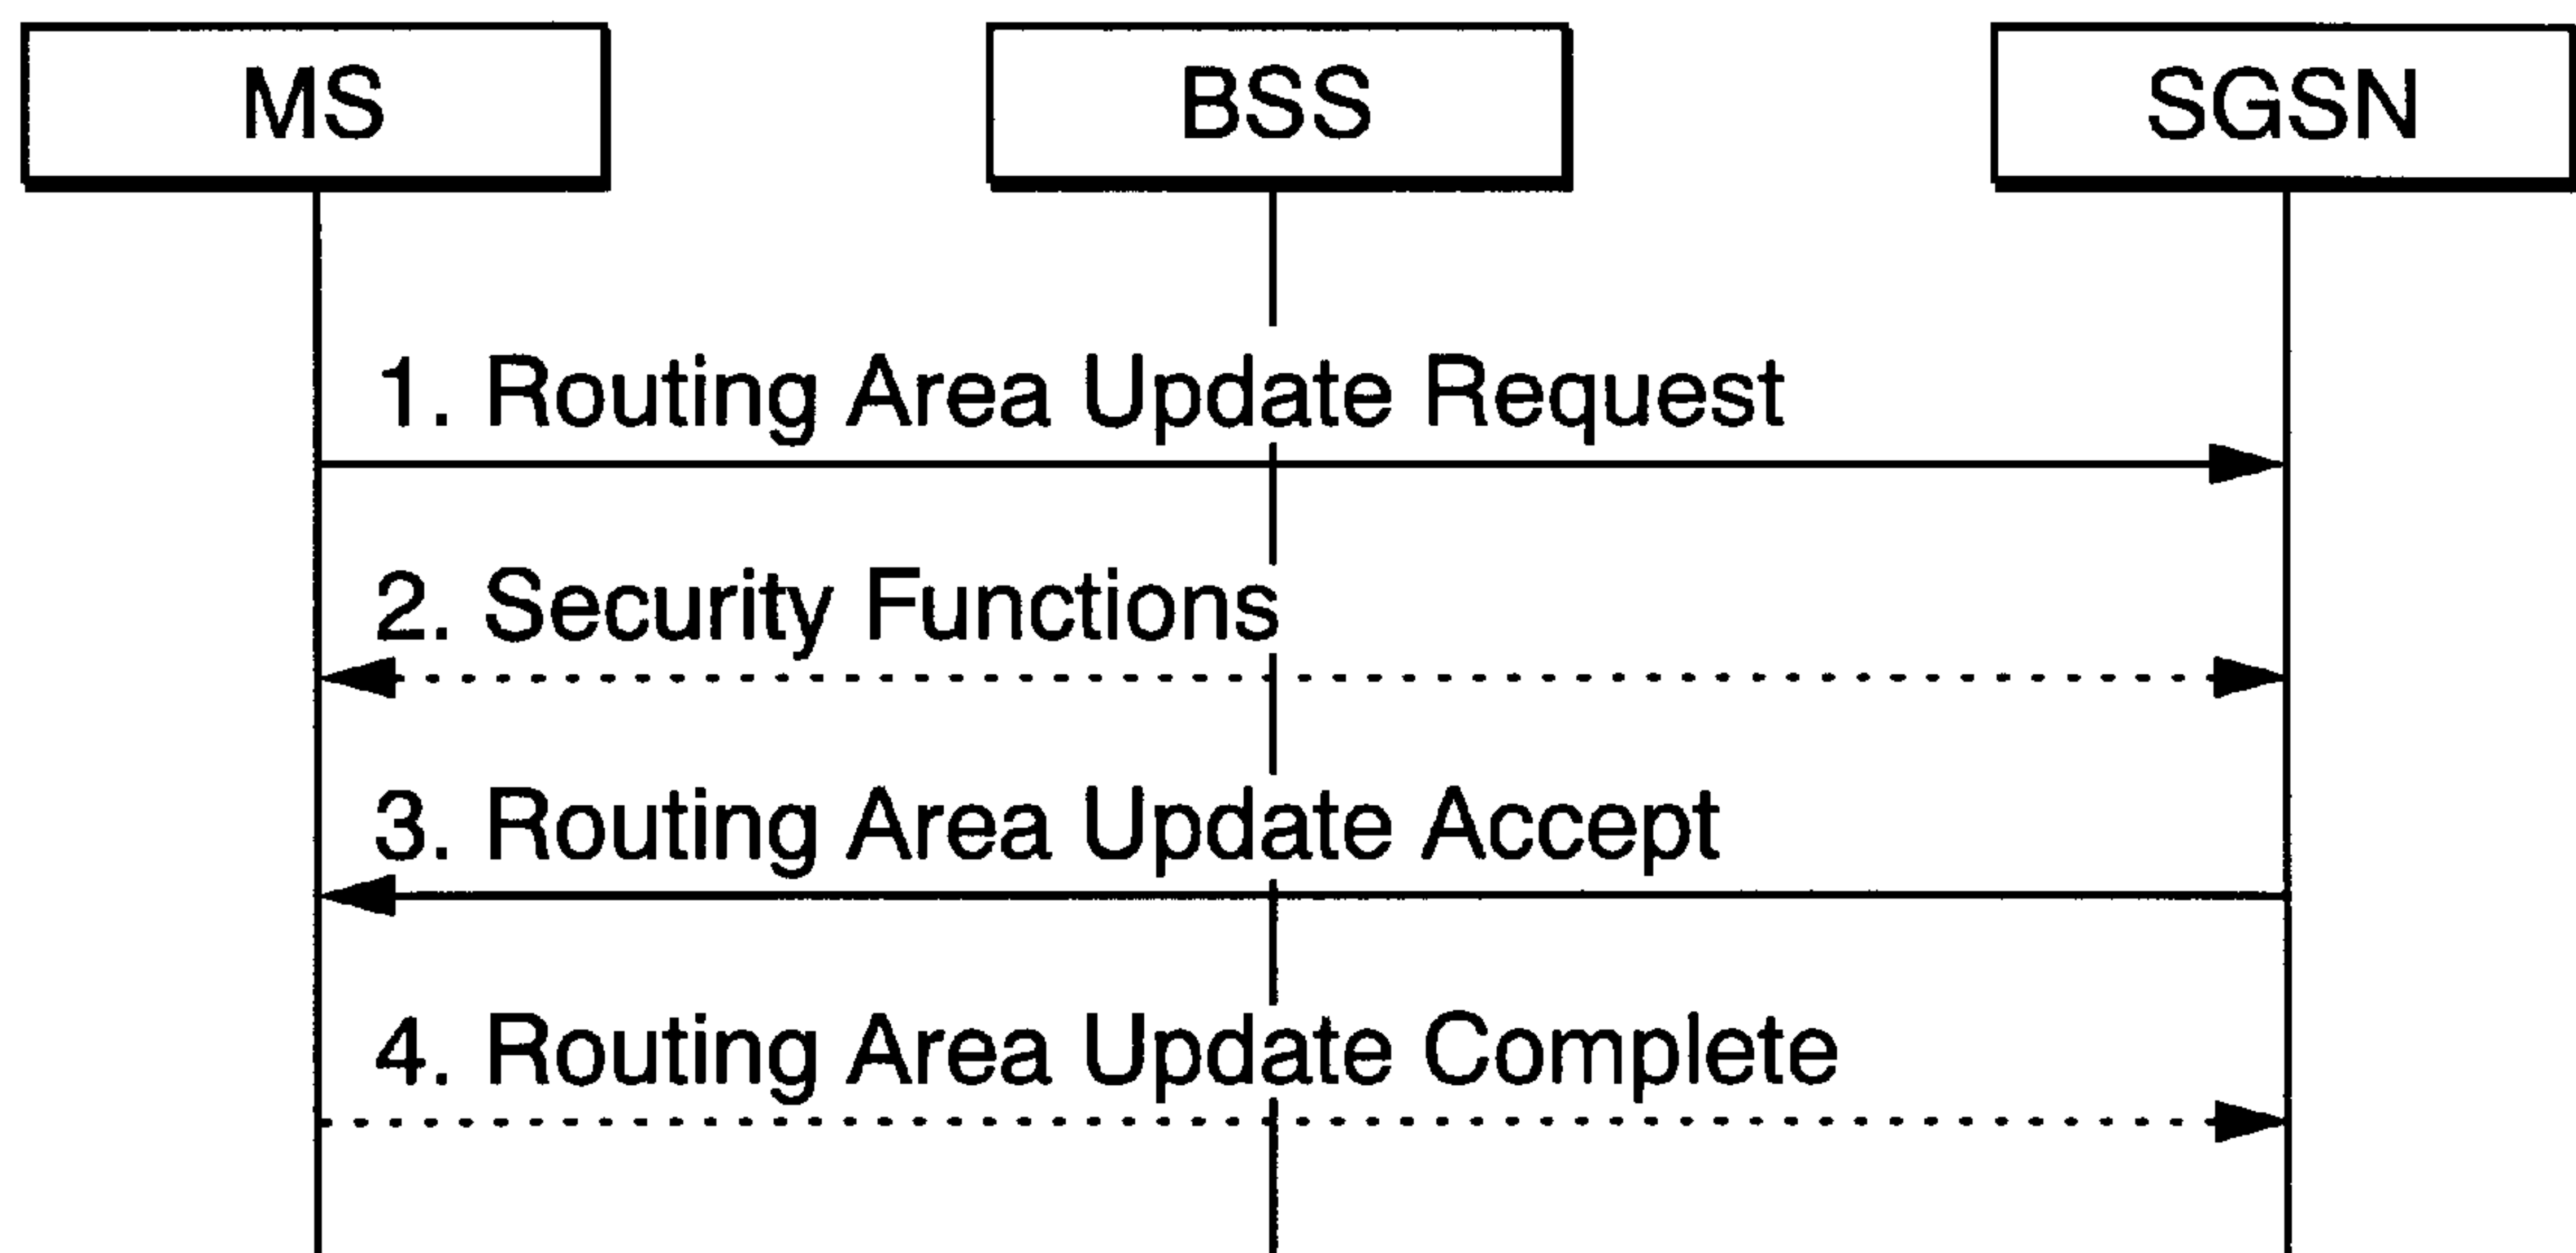 MS BSS SGSN
1. Routing Area Update Request
2. Security Functions
3. Routing Area Update Accept
4. Routing Area Update Complete